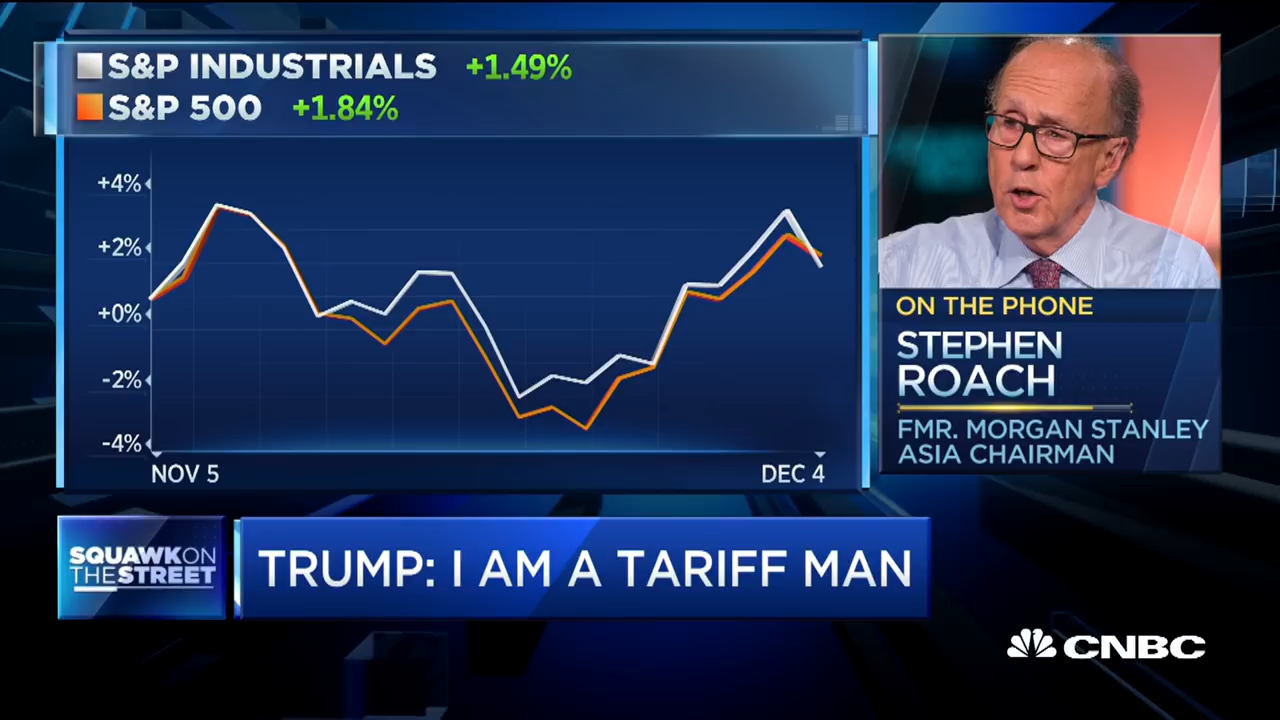 S&P INDUSTRIALS +1.49%
S&P 500 +1.84%
+4%
+2%
+0%
-2%
-4%
NOV 5
DEC 4
ON THE PHONE
STEPHEN
ROACH
FMR. MORGAN STANLEY
ASIA CHAIRMAN
SQUAWK ON
THE STREET
TRUMP: I AM A TARIFF MAN
CNBC